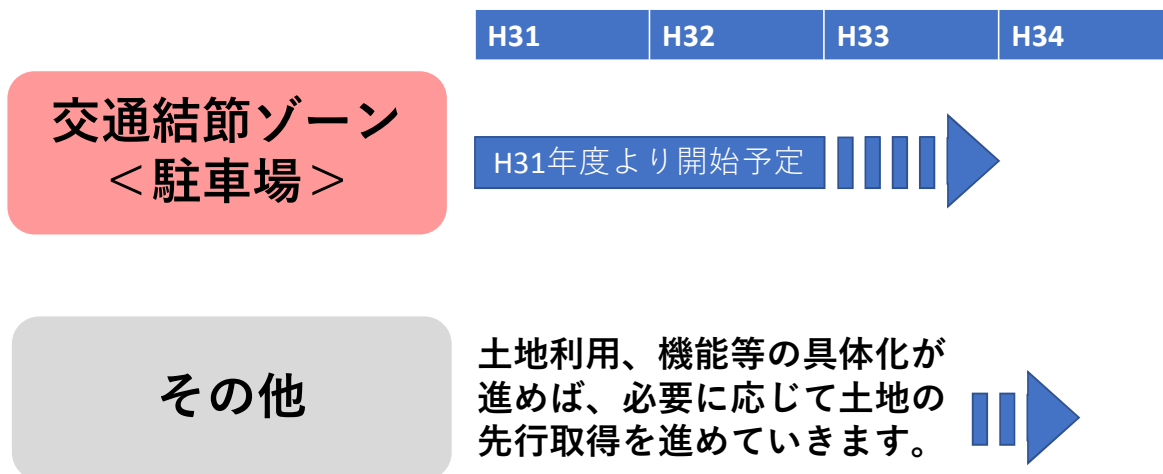 H31 H32 H33 H34
交通結節ゾーン
＜駐車場＞
H31年度より開始予定
その他
土地利用、機能等の具体化が
進めば、必要に応じて土地の
先行取得を進めていきます。